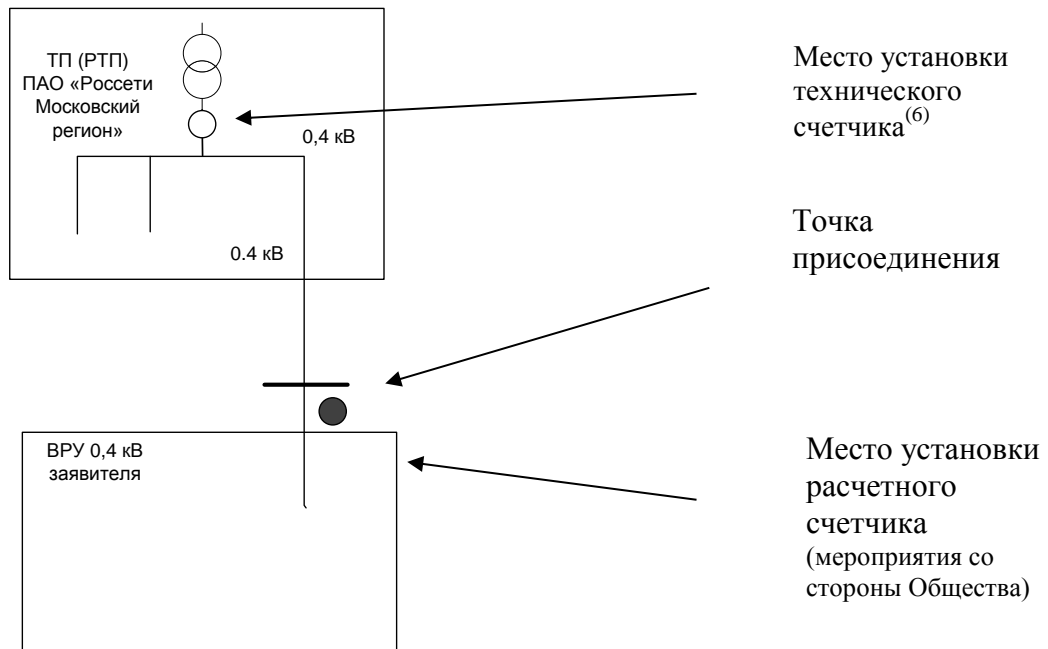 ТП (РТП)
ПАО «Россети
Московский
регион»
0,4 кВ
0.4 кВ
Место установки
технического
счетчика(6)
Точка
присоединения
ВРУ 0,4 кВ
заявителя
Место установки
расчетного
счетчика
(мероприятия со
стороны Общества)